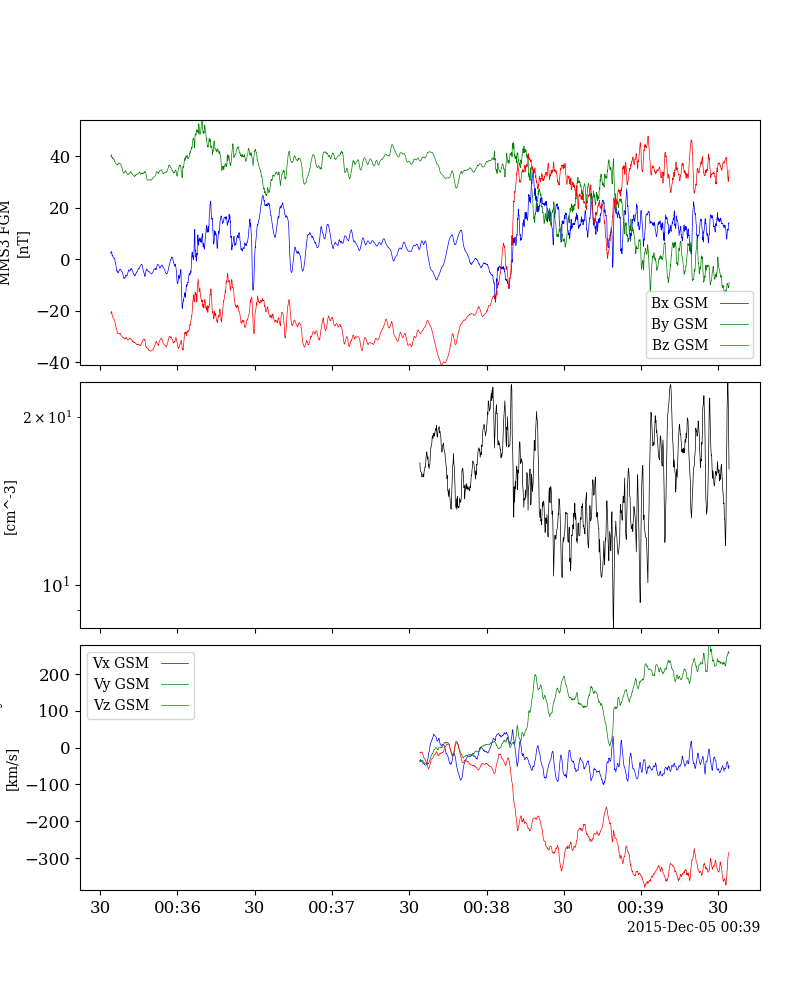 MMS3 FGM
[nT]
40
20
0
−20
−40
Bx GSM
By GSM
Bz GSM
[cm^-3]
2 × 10¹
10¹
[km/s]
200
100
0
−100
−200
−300
Vx GSM
Vy GSM
Vz GSM
30 00:36 30 00:37 30 00:38 30 00:39 30
2015-Dec-05 00:39